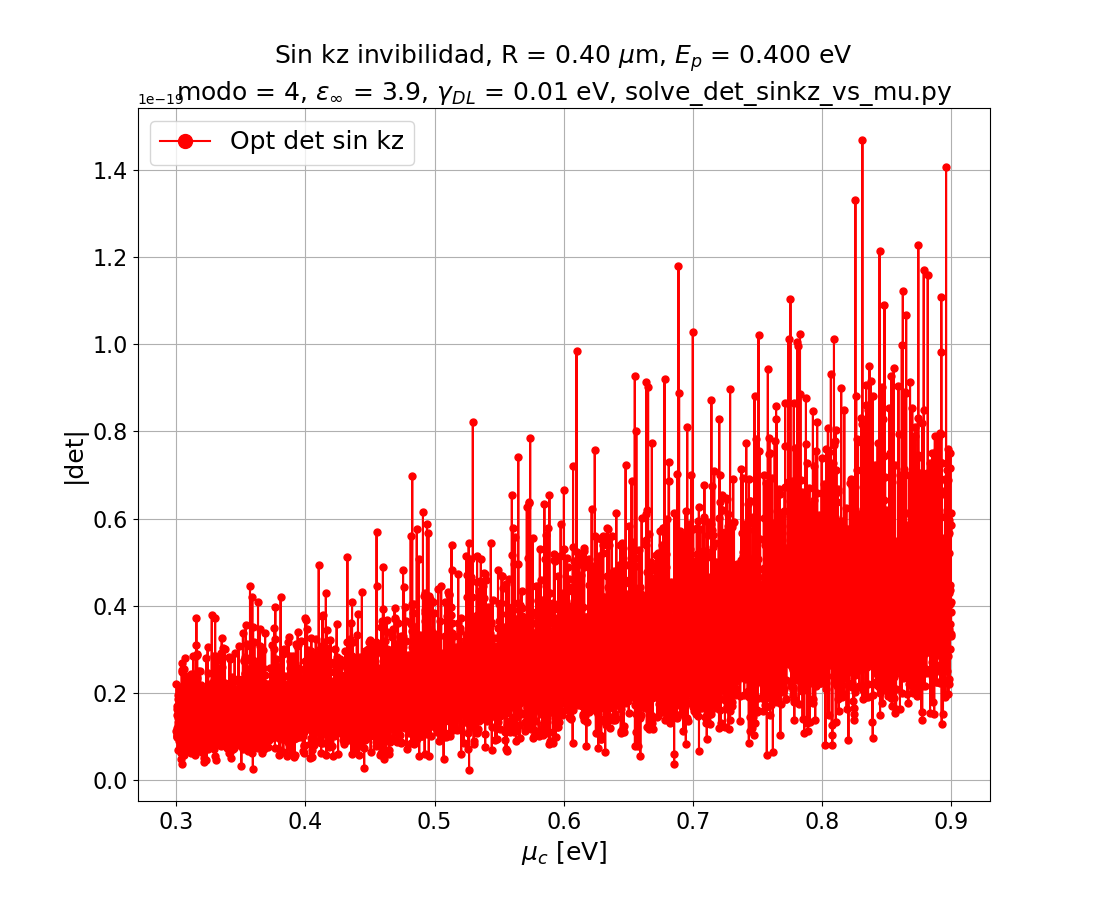 Sin kz invibilidad, R = 0.40 μm, E_p = 0.400 eV
modo = 4, ε_∞ = 3.9, γ_DL = 0.01 eV, solve_det_sinkz_vs_mu.py
1e−19
Opt det sin kz
1.4
1.2
1.0
0.8
0.6
0.4
0.2
0.0
|det|
0.3 0.4 0.5 0.6 0.7 0.8 0.9
μ_c [eV]